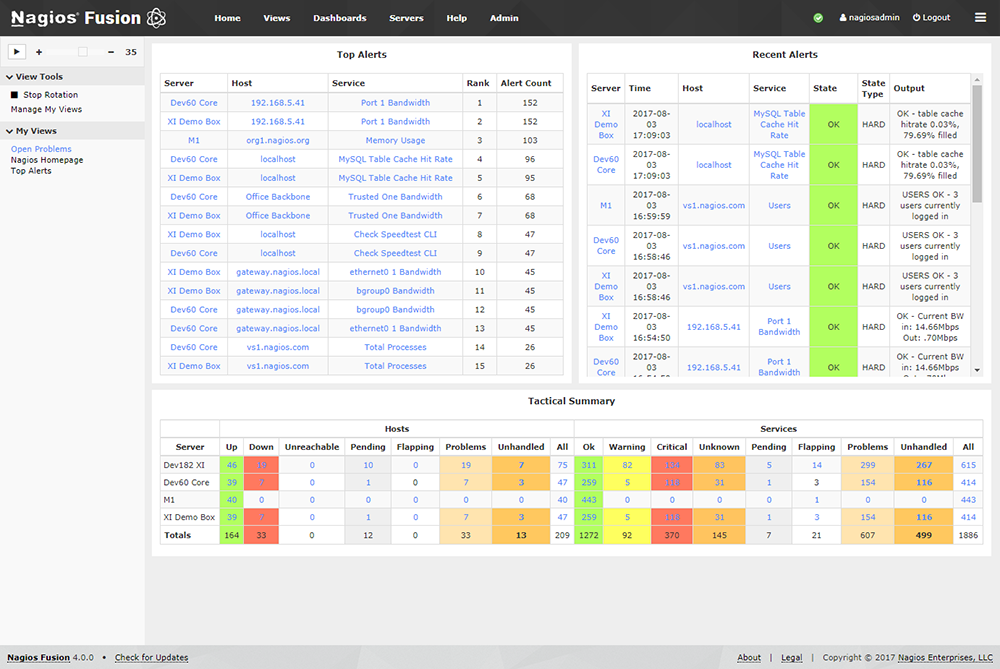 Nagios® Fusion
Home Views Dashboards Servers Help Admin
nagiosadmin Logout
+ − 35
View Tools
Stop Rotation
Manage My Views
My Views
Open Problems
Nagios Homepage
Top Alerts
Top Alerts
Server Host Service Rank Alert Count
Dev60 Core 192.168.5.41 Port 1 Bandwidth 1 152
XI Demo Box 192.168.5.41 Port 1 Bandwidth 2 152
M1 org1.nagios.org Memory Usage 3 103
Dev60 Core localhost MySQL Table Cache Hit Rate 4 96
XI Demo Box localhost MySQL Table Cache Hit Rate 5 95
Dev60 Core Office Backbone Trusted One Bandwidth 6 68
XI Demo Box Office Backbone Trusted One Bandwidth 7 68
XI Demo Box localhost Check Speedtest CLI 8 47
Dev60 Core localhost Check Speedtest CLI 9 47
XI Demo Box gateway.nagios.local ethernet0 1 Bandwidth 10 45
XI Demo Box gateway.nagios.local bgroup0 Bandwidth 11 45
Dev60 Core gateway.nagios.local bgroup0 Bandwidth 12 45
Dev60 Core gateway.nagios.local ethernet0 1 Bandwidth 13 45
Dev60 Core vs1.nagios.com Total Processes 14 26
XI Demo Box vs1.nagios.com Total Processes 15 26
Recent Alerts
Server Time Host Service State State Type Output
XI Demo Box 2017-08-03 17:09:03 localhost MySQL Table Cache Hit Rate OK HARD OK - table cache hitrate 0.03%, 79.69% filled
Dev60 Core 2017-08-03 17:09:03 localhost MySQL Table Cache Hit Rate OK HARD OK - table cache hitrate 0.03%, 79.69% filled
M1 2017-08-03 16:59:59 vs1.nagios.com Users OK HARD USERS OK - 3 users currently logged in
Dev60 Core 2017-08-03 16:58:46 vs1.nagios.com Users OK HARD USERS OK - 3 users currently logged in
XI Demo Box 2017-08-03 16:58:46 vs1.nagios.com Users OK HARD USERS OK - 3 users currently logged in
XI Demo Box 2017-08-03 16:54:50 192.168.5.41 Port 1 Bandwidth OK HARD OK - Current BW in: 14.66Mbps Out: .70Mbps
Dev60 Core 2017-08-03 192.168.5.41 Port 1 Bandwidth OK HARD OK - Current BW in: 14.66Mbps
Tactical Summary
Hosts Services
Server Up Down Unreachable Pending Flapping Problems Unhandled All Ok Warning Critical Unknown Pending Flapping Problems Unhandled All
Dev182 XI 46 19 0 10 0 19 7 75 311 82 134 83 5 14 299 267 615
Dev60 Core 39 7 0 1 0 7 3 47 259 5 118 31 1 3 154 116 414
M1 40 0 0 0 0 0 0 40 443 0 0 0 0 1 0 0 443
XI Demo Box 39 7 0 1 0 7 3 47 259 5 118 31 1 3 154 116 414
Totals 164 33 0 12 0 33 13 209 1272 92 370 145 7 21 607 499 1886
Nagios Fusion 4.0.0 • Check for Updates
About | Legal | Copyright © 2017 Nagios Enterprises, LLC